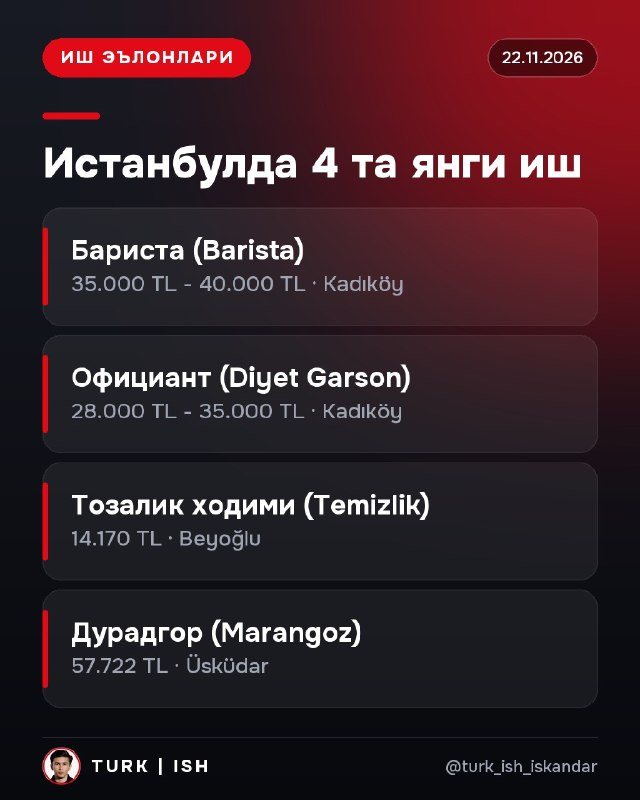 ИШ ЭЪЛОНЛАРИ
22.11.2026
Истанбулда 4 та янги иш
Бариста (Barista)
35.000 TL - 40.000 TL · Kadıköy
Официант (Diyet Garson)
28.000 TL - 35.000 TL · Kadıköy
Тозалик ходими (Temizlik)
14.170 TL · Beyoğlu
Дурадгор (Marangoz)
57.722 TL · Üsküdar
TURK | ISH
@turk_ish_iskandar